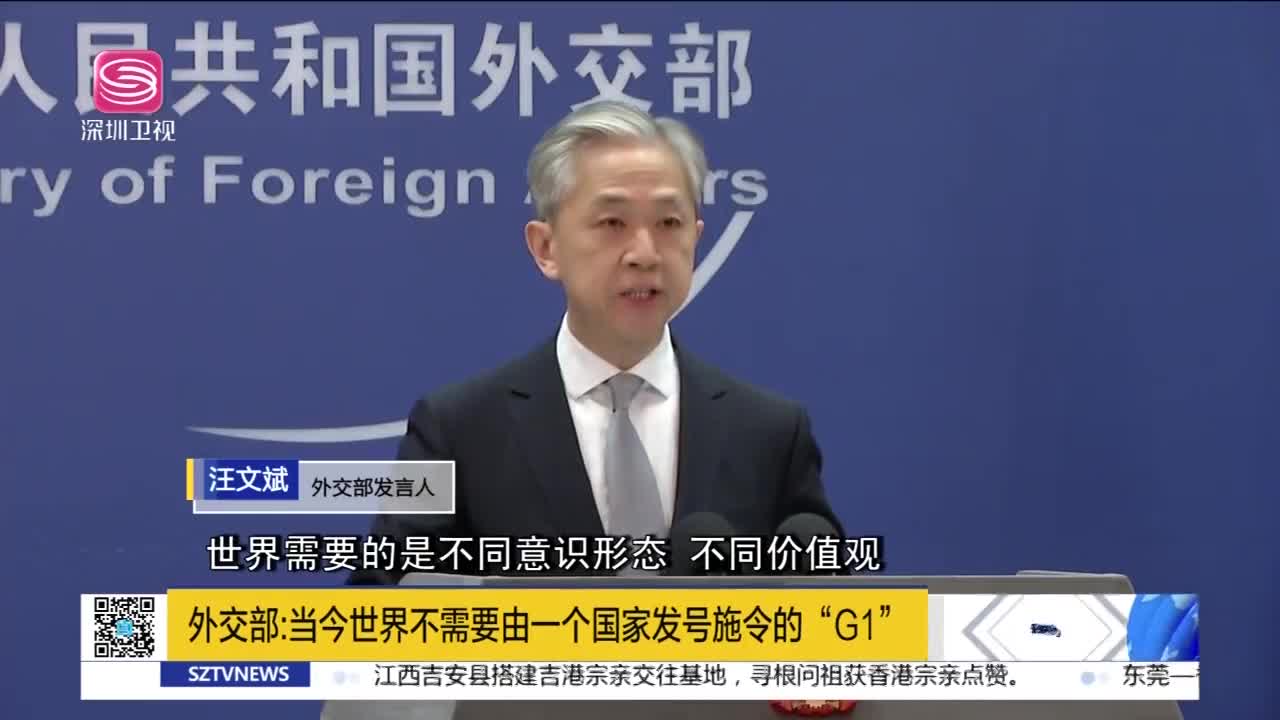 人民共和国外交部
深圳卫视
ry of Foreign A rs
汪文斌
外交部发言人
世界需要的是不同意识形态 不同价值观
外交部:当今世界不需要由一个国家发号施令的“G1”
SZTVNEWS
江西吉安县搭建吉港宗亲交往基地，寻根问祖获香港宗亲点赞。
东莞一